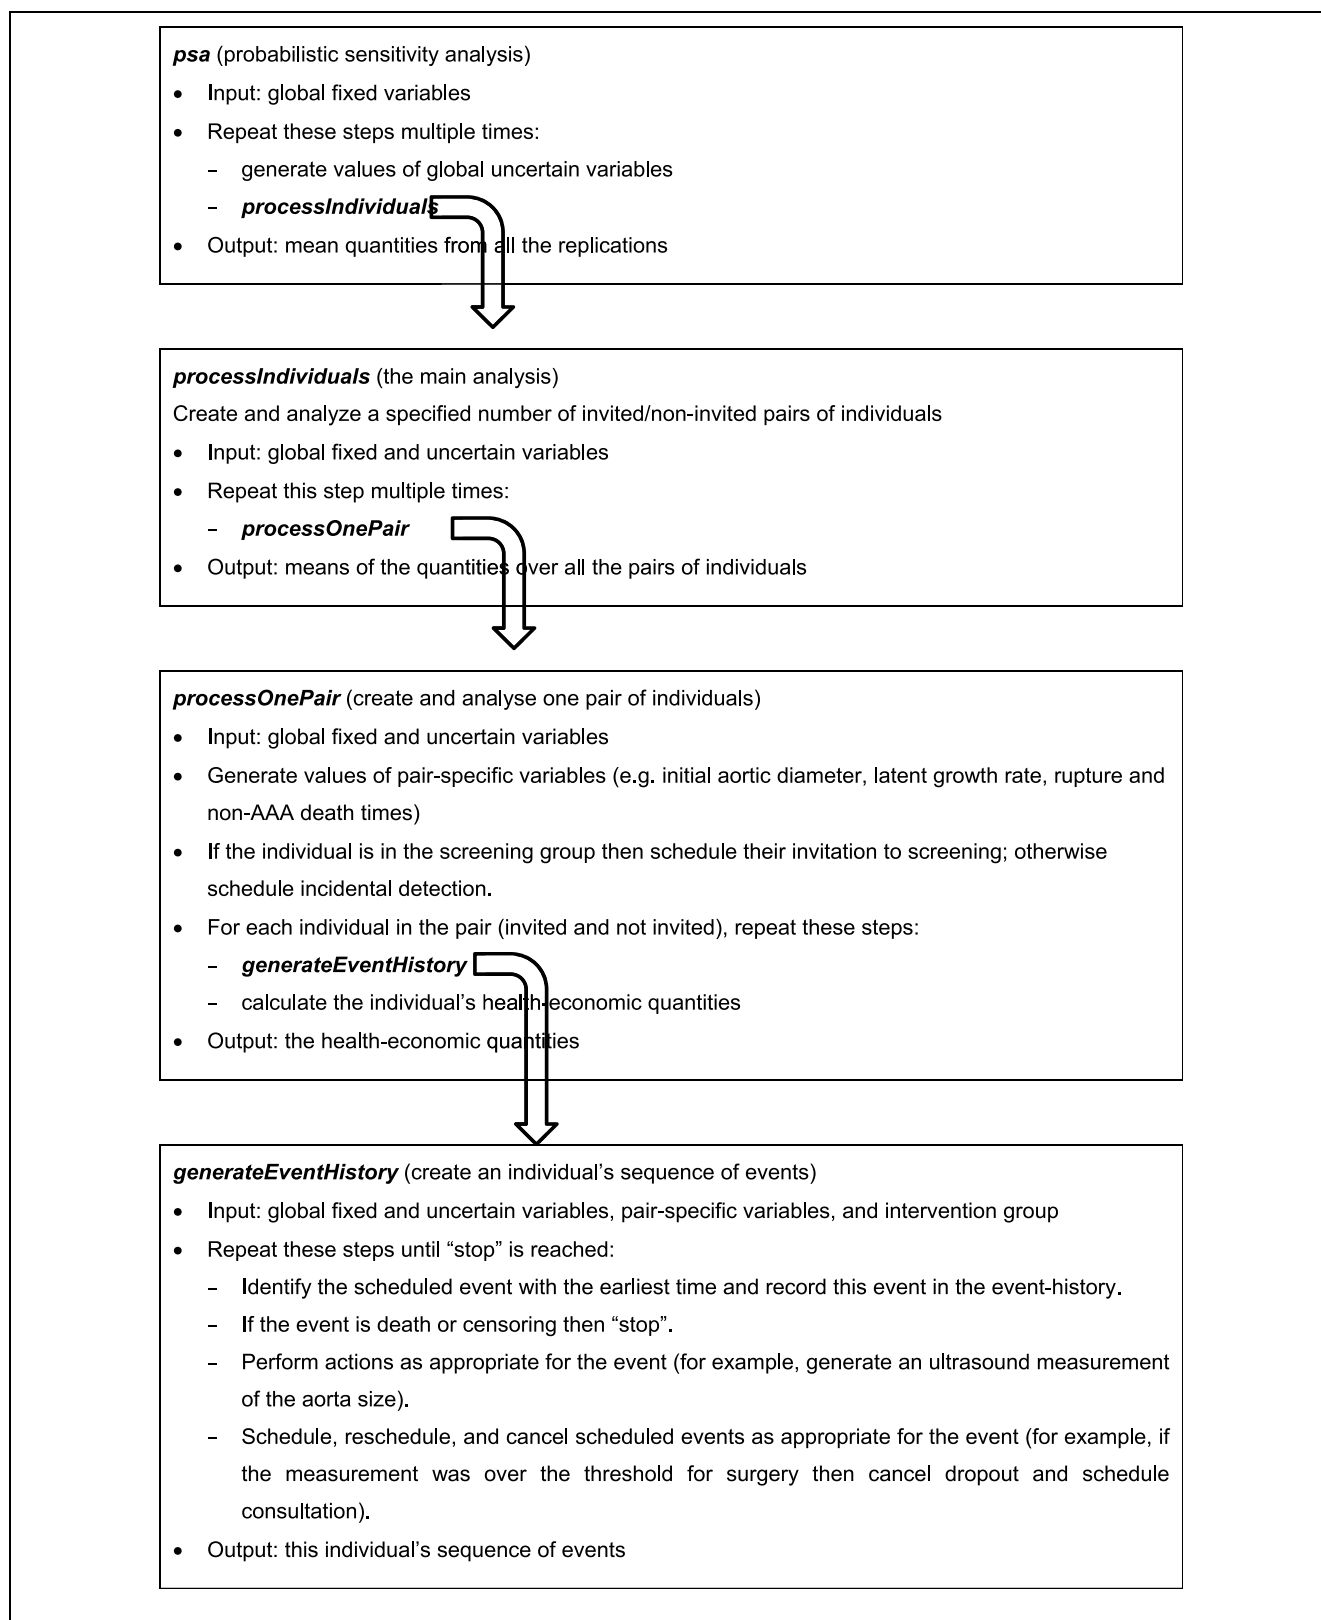 psa (probabilistic sensitivity analysis)
• Input: global fixed variables
• Repeat these steps multiple times:
– generate values of global uncertain variables
– processIndividuals
• Output: mean quantities from all the replications
processIndividuals (the main analysis)
Create and analyze a specified number of invited/non-invited pairs of individuals
• Input: global fixed and uncertain variables
• Repeat this step multiple times:
– processOnePair
• Output: means of the quantities over all the pairs of individuals
processOnePair (create and analyse one pair of individuals)
• Input: global fixed and uncertain variables
• Generate values of pair-specific variables (e.g. initial aortic diameter, latent growth rate, rupture and
non-AAA death times)
• If the individual is in the screening group then schedule their invitation to screening; otherwise
schedule incidental detection.
• For each individual in the pair (invited and not invited), repeat these steps:
– generateEventHistory
– calculate the individual’s health-economic quantities
• Output: the health-economic quantities
generateEventHistory (create an individual’s sequence of events)
• Input: global fixed and uncertain variables, pair-specific variables, and intervention group
• Repeat these steps until “stop” is reached:
– Identify the scheduled event with the earliest time and record this event in the event-history.
– If the event is death or censoring then “stop”.
– Perform actions as appropriate for the event (for example, generate an ultrasound measurement
of the aorta size).
– Schedule, reschedule, and cancel scheduled events as appropriate for the event (for example, if
the measurement was over the threshold for surgery then cancel dropout and schedule
consultation).
• Output: this individual’s sequence of events